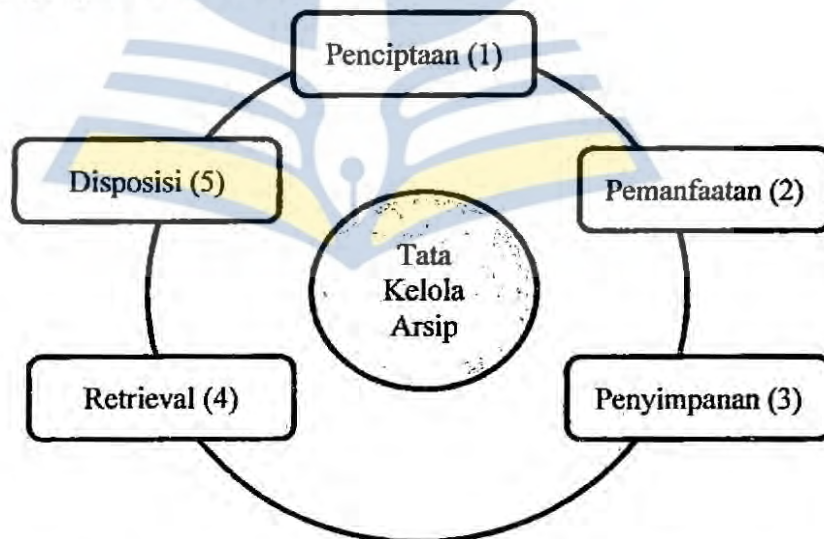 Penciptaan (1)
Disposisi (5)
Pemanfaatan (2)
Tata
Kelola
Arsip
Retrieval (4)
Penyimpanan (3)